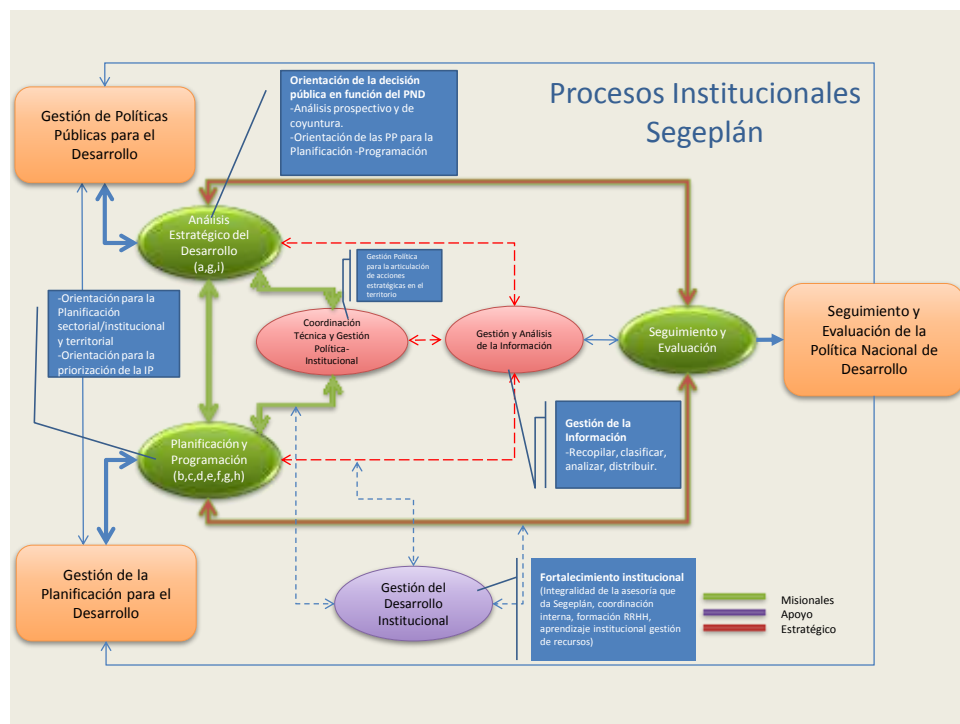 Procesos Institucionales
Segeplán
Gestión de Políticas
Públicas para el
Desarrollo
Orientación de la decisión
pública en función del PND
-Análisis prospectivo y de
coyuntura.
-Orientación de las PP para la
Planificación -Programación
Análisis
Estratégico del
Desarrollo
(a,g,i)
Gestión Política
para la articulación
de acciones
estratégicas en el
territorio
-Orientación para la
Planificación
sectorial/institucional
y territorial
-Orientación para la
priorización de la IP
Coordinación
Técnica y Gestión
Política-
Institucional
Gestión y Análisis
de la Información
Seguimiento y
Evaluación
Seguimiento y
Evaluación de la
Política Nacional de
Desarrollo
Gestión de la
Información
-Recopilar, clasificar,
analizar, distribuir.
Planificación y
Programación
(b,c,d,e,f,g,h)
Gestión de la
Planificación para el
Desarrollo
Gestión del
Desarrollo
Institucional
Fortalecimiento institucional
(Integralidad de la asesoría que
da Segeplán, coordinación
interna, formación RRHH,
aprendizaje institucional gestión
de recursos)
Misionales
Apoyo
Estratégico